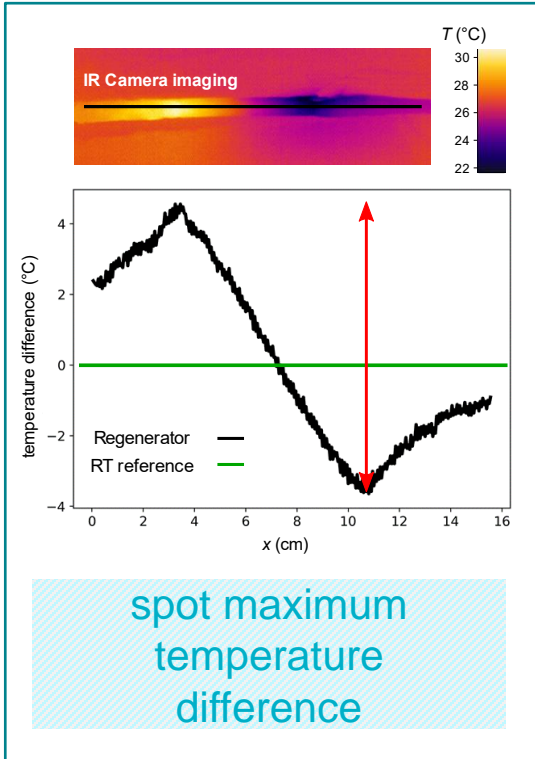 T (°C)
IR Camera imaging
30
28
26
24
22
temperature difference (°C)
4
2
0
−2
−4
Regenerator
RT reference
0 2 4 6 8 10 12 14 16
x (cm)
spot maximum
temperature
difference